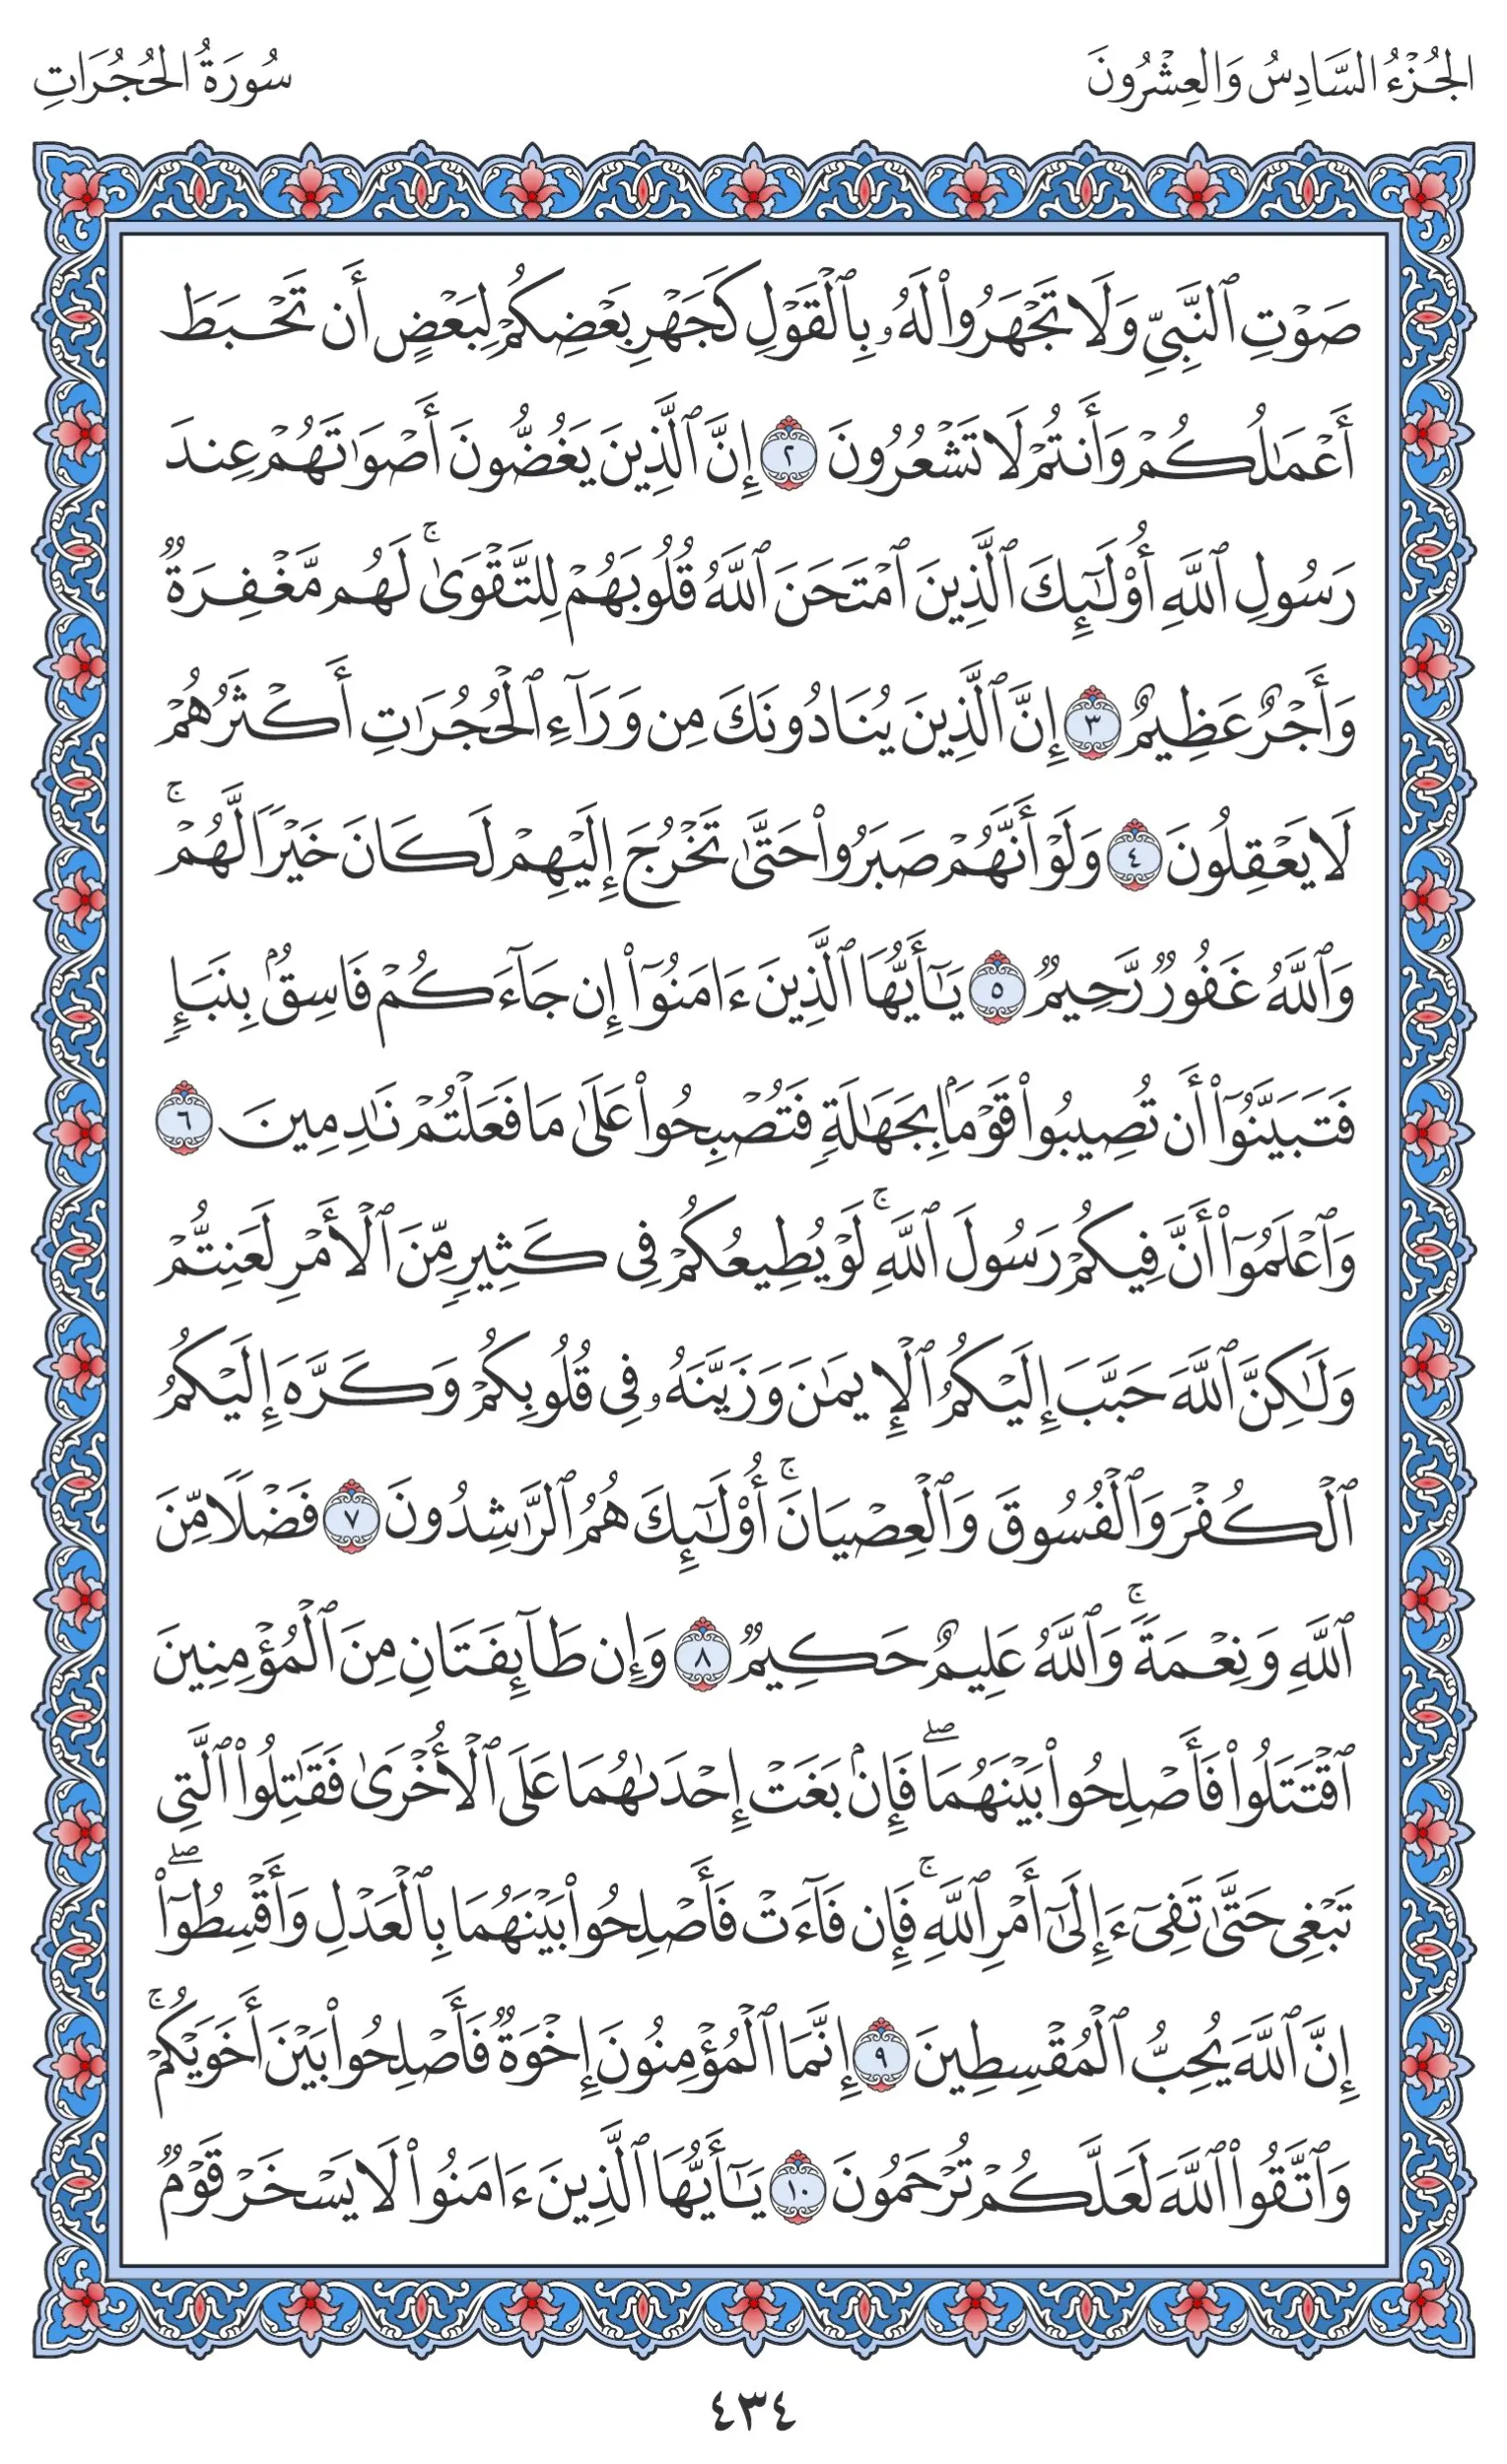 الجُزْءُ السَّادِسُ وَالعِشْرُونَ
سُورَةُ الحُجُرَاتِ
صَوْتِ ٱلنَّبِيِّ وَلَا تَجْهَرُوا۟ لَهُۥ بِٱلْقَوْلِ كَجَهْرِ بَعْضِكُمْ لِبَعْضٍ أَن تَحْبَطَ
أَعْمَٰلُكُمْ وَأَنتُمْ لَا تَشْعُرُونَ ٢ إِنَّ ٱلَّذِينَ يَغُضُّونَ أَصْوَٰتَهُمْ عِندَ
رَسُولِ ٱللَّهِ أُو۟لَٰٓئِكَ ٱلَّذِينَ ٱمْتَحَنَ ٱللَّهُ قُلُوبَهُمْ لِلتَّقْوَىٰ ۚ لَهُم مَّغْفِرَةٌ
وَأَجْرٌ عَظِيمٌ ٣ إِنَّ ٱلَّذِينَ يُنَادُونَكَ مِن وَرَآءِ ٱلْحُجُرَٰتِ أَكْثَرُهُمْ
لَا يَعْقِلُونَ ٤ وَلَوْ أَنَّهُمْ صَبَرُوا۟ حَتَّىٰ تَخْرُجَ إِلَيْهِمْ لَكَانَ خَيْرًا لَّهُمْ ۚ
وَٱللَّهُ غَفُورٌ رَّحِيمٌ ٥ يَٰٓأَيُّهَا ٱلَّذِينَ ءَامَنُوٓا۟ إِن جَآءَكُمْ فَاسِقٌۢ بِنَبَإٍ
فَتَبَيَّنُوٓا۟ أَن تُصِيبُوا۟ قَوْمًۢا بِجَهَٰلَةٍ فَتُصْبِحُوا۟ عَلَىٰ مَا فَعَلْتُمْ نَٰدِمِينَ ٦
وَٱعْلَمُوٓا۟ أَنَّ فِيكُمْ رَسُولَ ٱللَّهِ ۚ لَوْ يُطِيعُكُمْ فِى كَثِيرٍ مِّنَ ٱلْأَمْرِ لَعَنِتُّمْ
وَلَٰكِنَّ ٱللَّهَ حَبَّبَ إِلَيْكُمُ ٱلْإِيمَٰنَ وَزَيَّنَهُۥ فِى قُلُوبِكُمْ وَكَرَّهَ إِلَيْكُمُ
ٱلْكُفْرَ وَٱلْفُسُوقَ وَٱلْعِصْيَانَ ۚ أُو۟لَٰٓئِكَ هُمُ ٱلرَّٰشِدُونَ ٧ فَضْلًا مِّنَ
ٱللَّهِ وَنِعْمَةً ۚ وَٱللَّهُ عَلِيمٌ حَكِيمٌ ٨ وَإِن طَآئِفَتَانِ مِنَ ٱلْمُؤْمِنِينَ
ٱقْتَتَلُوا۟ فَأَصْلِحُوا۟ بَيْنَهُمَا ۖ فَإِنۢ بَغَتْ إِحْدَىٰهُمَا عَلَى ٱلْأُخْرَىٰ فَقَٰتِلُوا۟ ٱلَّتِى
تَبْغِى حَتَّىٰ تَفِىٓءَ إِلَىٰٓ أَمْرِ ٱللَّهِ ۚ فَإِن فَآءَتْ فَأَصْلِحُوا۟ بَيْنَهُمَا بِٱلْعَدْلِ وَأَقْسِطُوٓا۟ ۖ
إِنَّ ٱللَّهَ يُحِبُّ ٱلْمُقْسِطِينَ ٩ إِنَّمَا ٱلْمُؤْمِنُونَ إِخْوَةٌ فَأَصْلِحُوا۟ بَيْنَ أَخَوَيْكُمْ ۚ
وَٱتَّقُوا۟ ٱللَّهَ لَعَلَّكُمْ تُرْحَمُونَ ١٠ يَٰٓأَيُّهَا ٱلَّذِينَ ءَامَنُوا۟ لَا يَسْخَرْ قَوْمٌ
٤٣٤